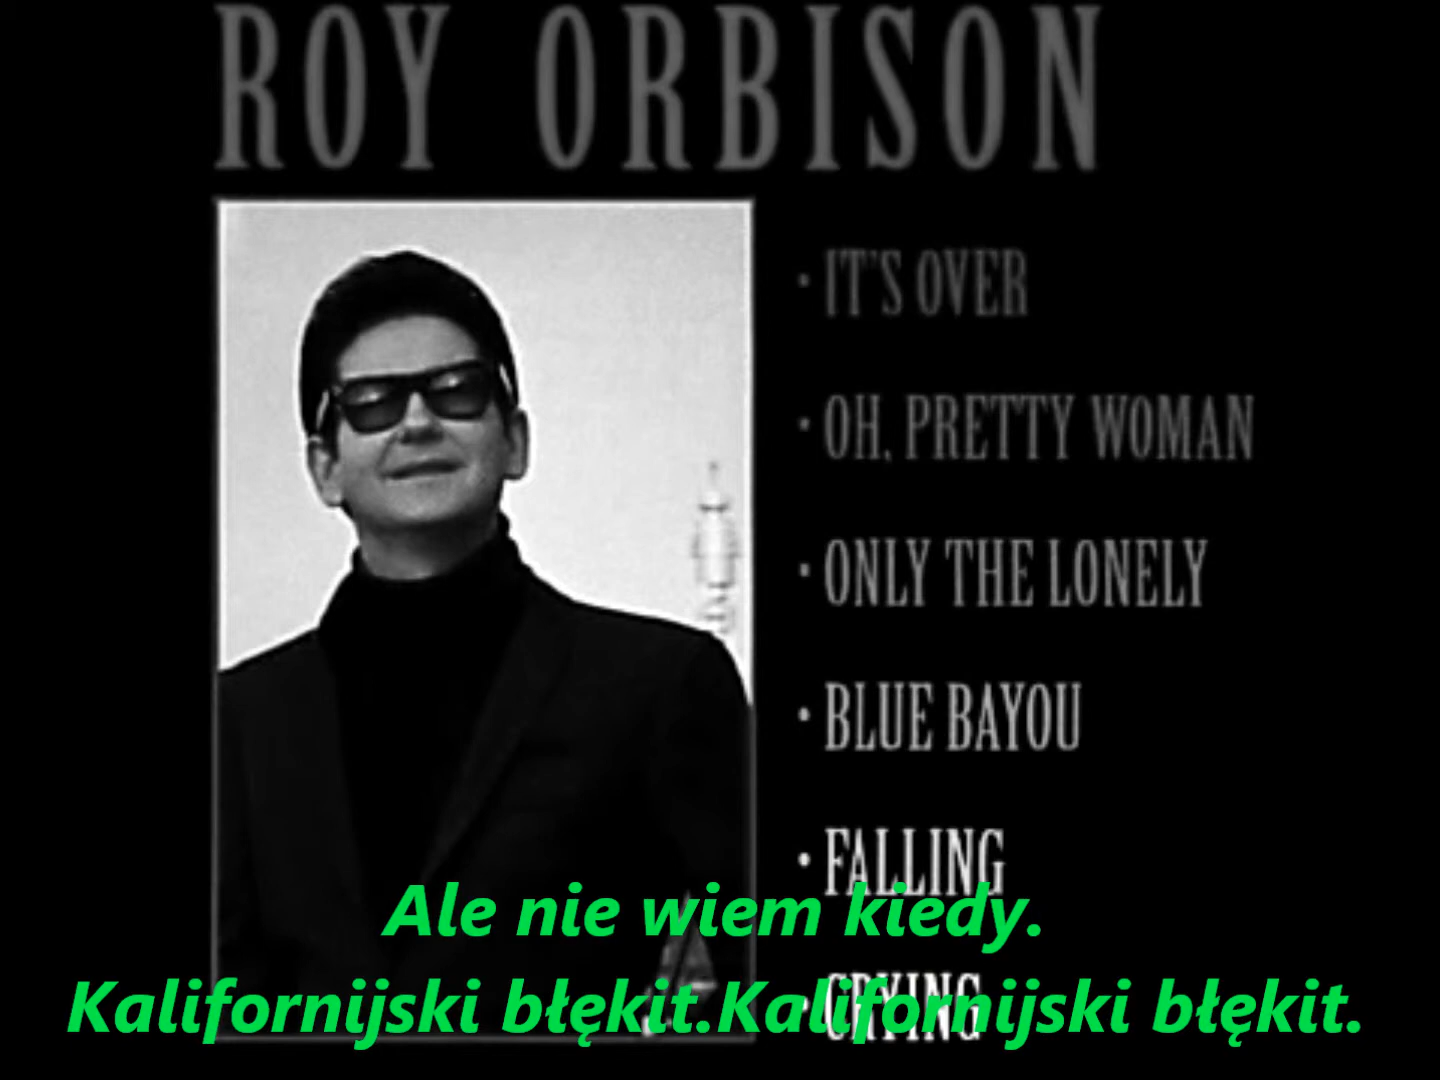 ROY ORBISON
· IT'S OVER
· OH, PRETTY WOMAN
· ONLY THE LONELY
· BLUE BAYOU
· FALLING
· CRYING
Ale nie wiem kiedy.
Kalifornijski błękit.Kalifornijski błękit.